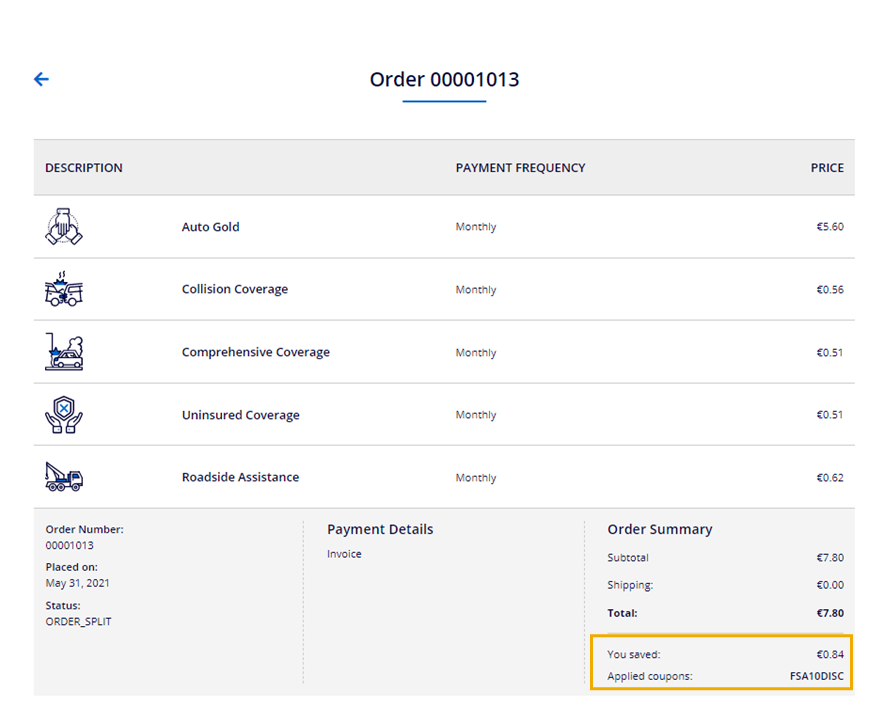 Order 00001013
DESCRIPTION PAYMENT FREQUENCY PRICE
Auto Gold Monthly €5.60
Collision Coverage Monthly €0.56
Comprehensive Coverage Monthly €0.51
Uninsured Coverage Monthly €0.51
Roadside Assistance Monthly €0.62
Order Number:
00001013
Placed on:
May 31, 2021
Status:
ORDER_SPLIT
Payment Details
Invoice
Order Summary
Subtotal €7.80
Shipping: €0.00
Total: €7.80
You saved: €0.84
Applied coupons: FSA10DISC